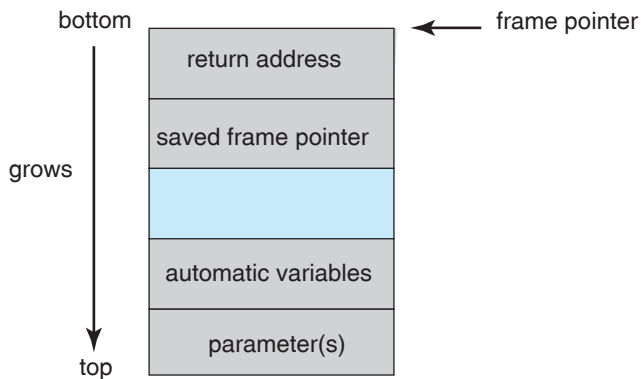 bottom
frame pointer
return address
saved frame pointer
grows
automatic variables
parameter(s)
top